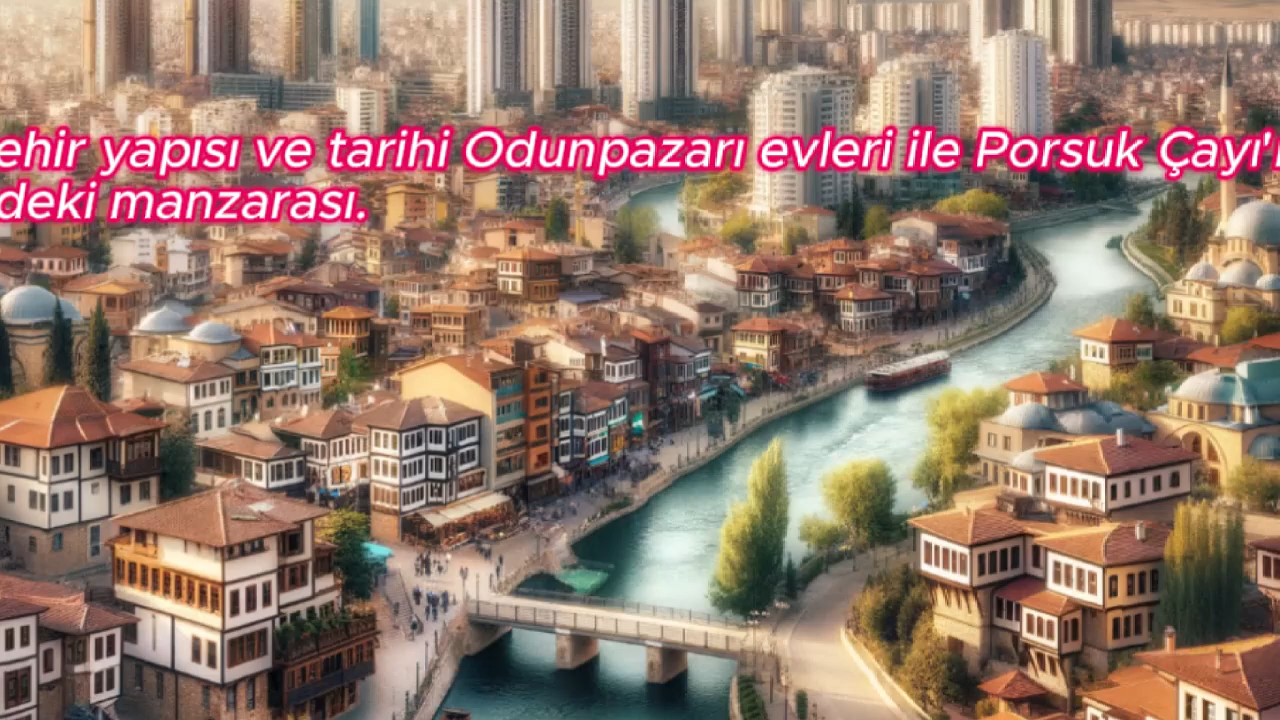 ehir yapısı ve tarihi Odunpazarı evleri ile Porsuk Çayı'
deki manzarası.